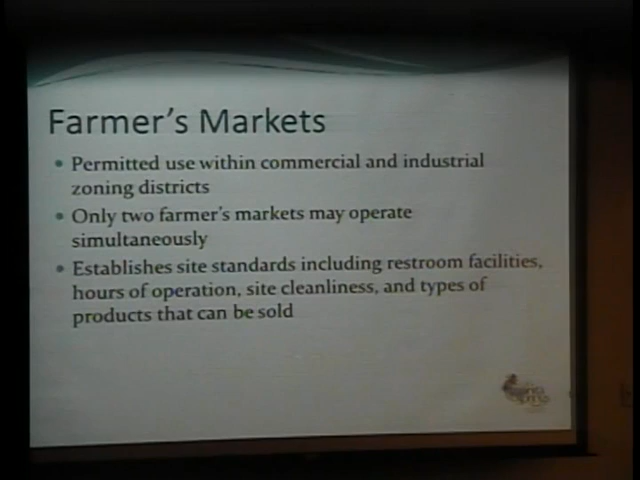 Farmer's Markets
• Permitted use within commercial and industrial
zoning districts
• Only two farmer's markets may operate
simultaneously
• Establishes site standards including restroom facilities,
hours of operation, site cleanliness, and types of
products that can be sold